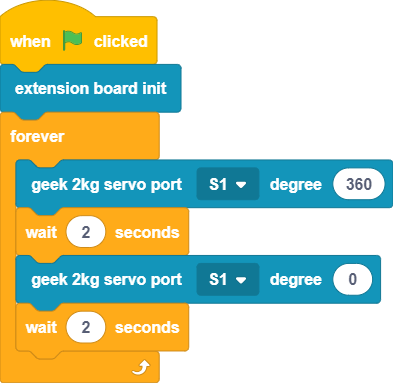 when clicked
extension board init
forever
geek 2kg servo port S1 degree 360
wait 2 seconds
geek 2kg servo port S1 degree 0
wait 2 seconds